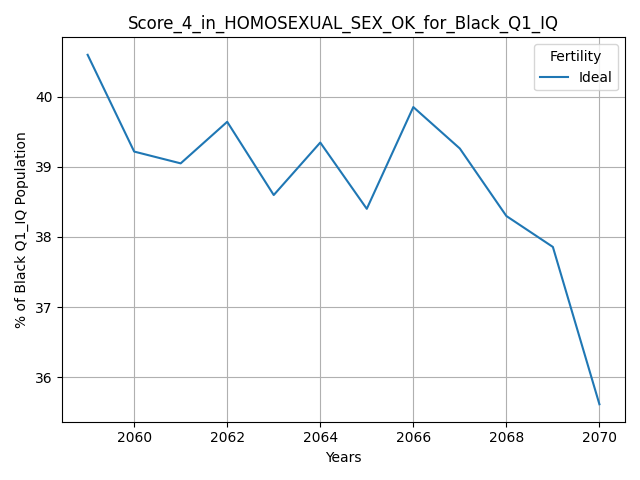 Score_4_in_HOMOSEXUAL_SEX_OK_for_Black_Q1_IQ
Fertility
Ideal
% of Black Q1_IQ Population
40
39
38
37
36
2060
2062
2064
2066
2068
2070
Years